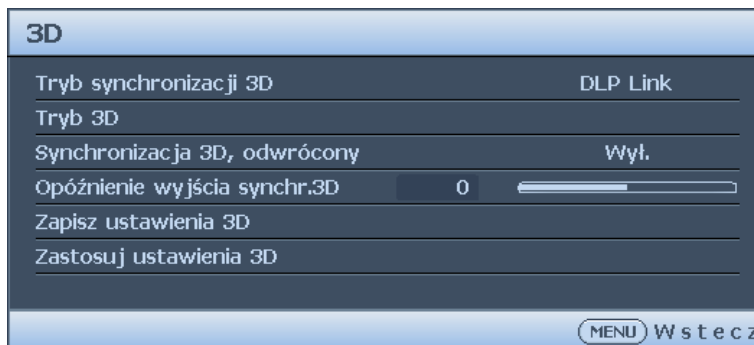 3D
Tryb synchronizacji 3D DLP Link
Tryb 3D
Synchronizacja 3D, odwrócony Wył.
Opóźnienie wyjścia synchr.3D 0
Zapisz ustawienia 3D
Zastosuj ustawienia 3D
MENU Wstecz